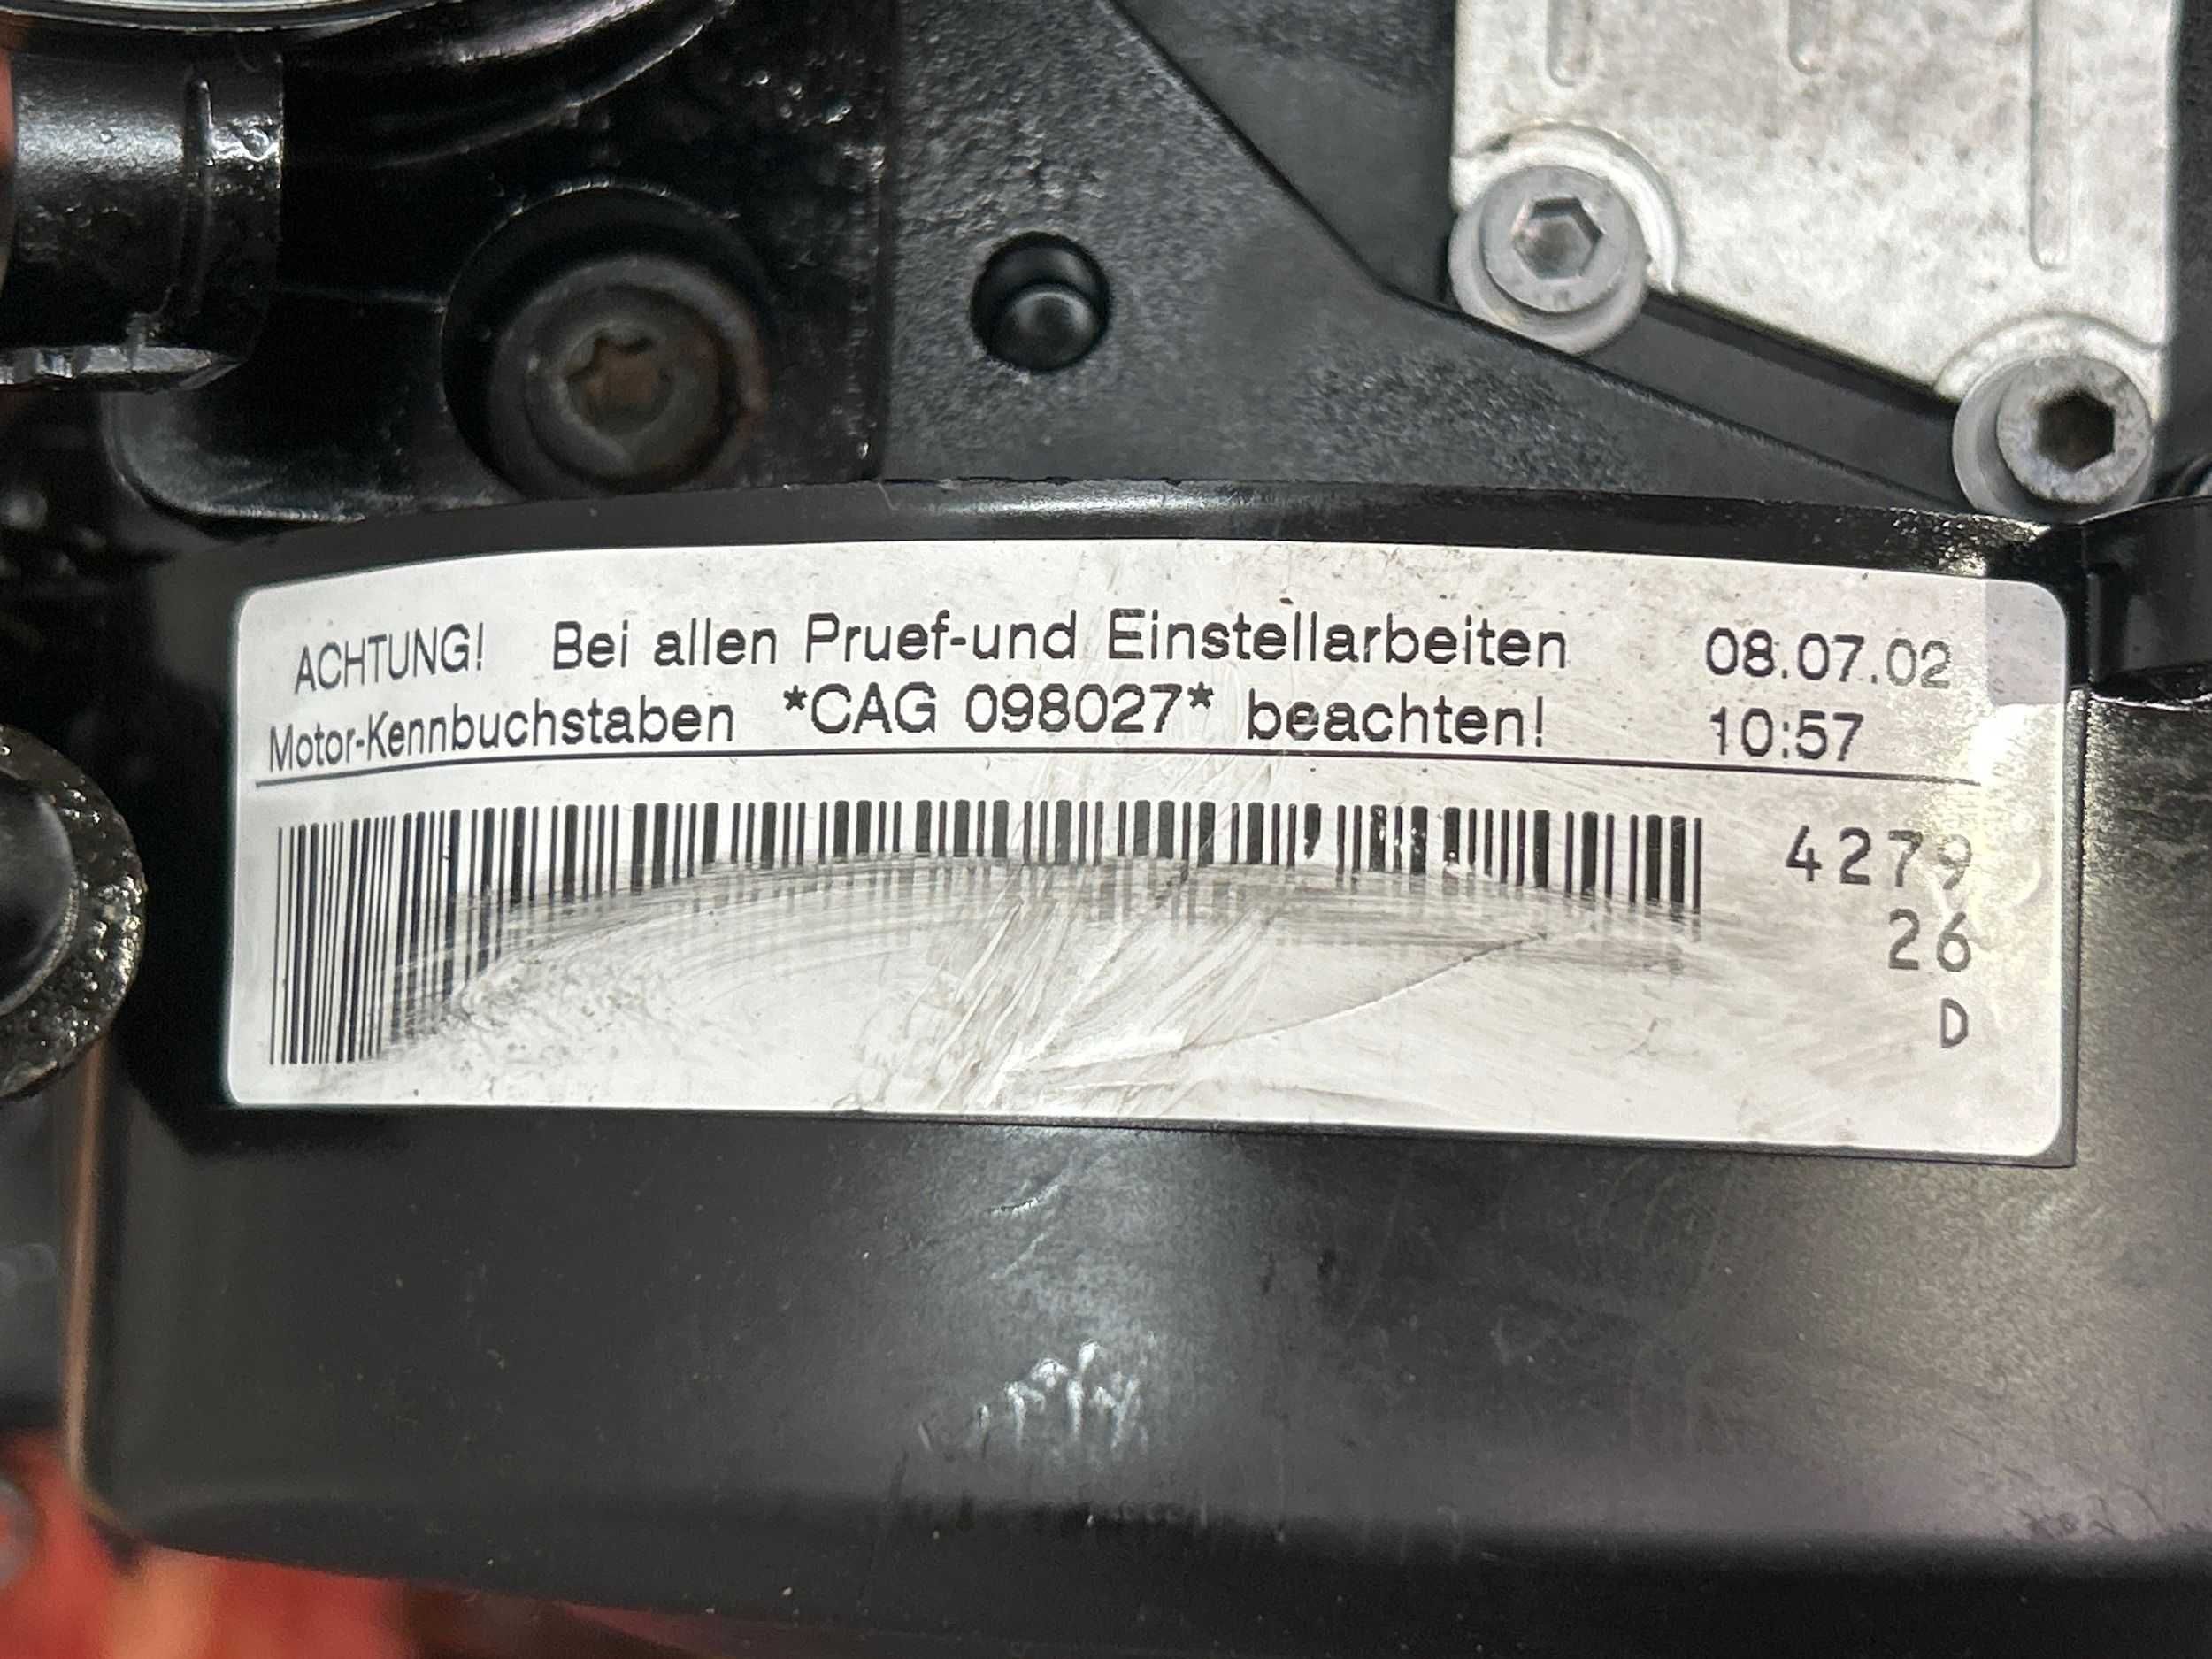 ACHTUNG! Bei allen Pruef-und Einstellarbeiten 08.07.02
Motor-Kennbuchstaben *CAG 098027* beachten! 10:57
4279
26
D